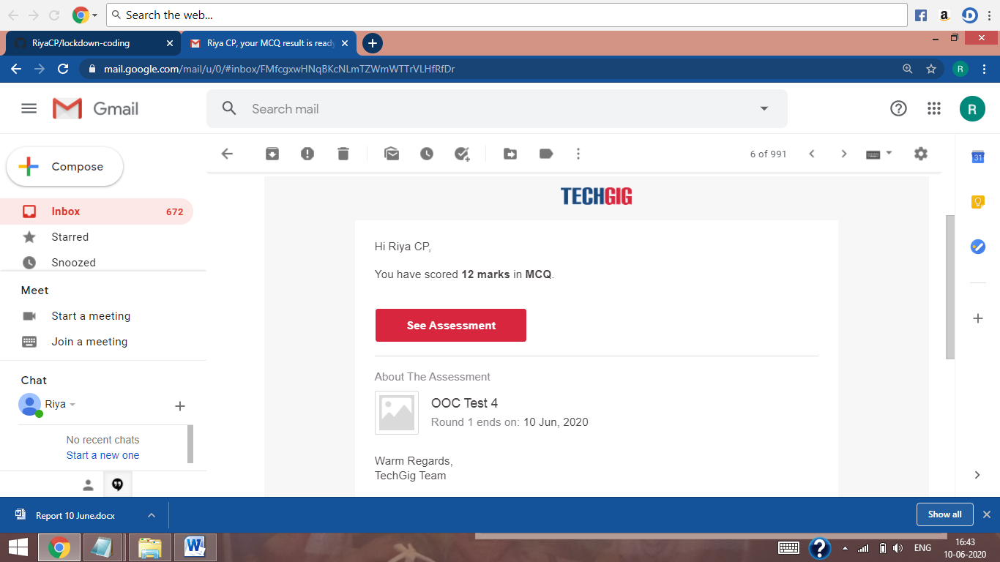 Search the web...
RiyaCP/lockdown-coding
Riya CP, your MCQ result is ready
mail.google.com/mail/u/0/#inbox/FMfcgxwHNqBKcNLmTZWmWTTrVLHfRfDr
R
Gmail
Search mail
R
Compose
6 of 991
31
Inbox 672
Starred
Snoozed
Meet
Start a meeting
Join a meeting
Chat
Riya
No recent chats
Start a new one
TECHGIG
Hi Riya CP,
You have scored 12 marks in MCQ.
See Assessment
About The Assessment
OOC Test 4
Round 1 ends on: 10 Jun, 2020
Warm Regards,
TechGig Team
Report 10 June.docx
Show all
ENG
16:43
10-06-2020